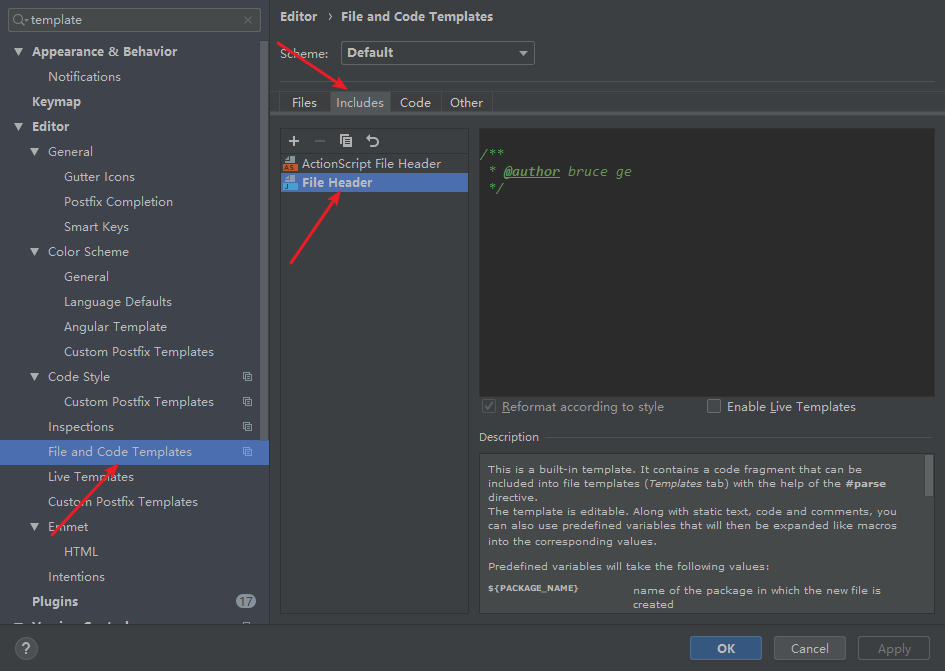 template
Appearance & Behavior
Notifications
Keymap
Editor
General
Gutter Icons
Postfix Completion
Smart Keys
Color Scheme
General
Language Defaults
Angular Template
Custom Postfix Templates
Code Style
Custom Postfix Templates
Inspections
File and Code Templates
Live Templates
Custom Postfix Templates
Emmet
HTML
Intentions
Plugins 17
Editor › File and Code Templates
Scheme: Default
Files Includes Code Other
ActionScript File Header
File Header
/**
* @author bruce ge
*/
Reformat according to style Enable Live Templates
Description
This is a built-in template. It contains a code fragment that can be
included into file templates (Templates tab) with the help of the #parse
directive.
The template is editable. Along with static text, code and comments, you
can also use predefined variables that will then be expanded like macros
into the corresponding values.
Predefined variables will take the following values:
${PACKAGE_NAME} name of the package in which the new file is
created
? OK Cancel Apply